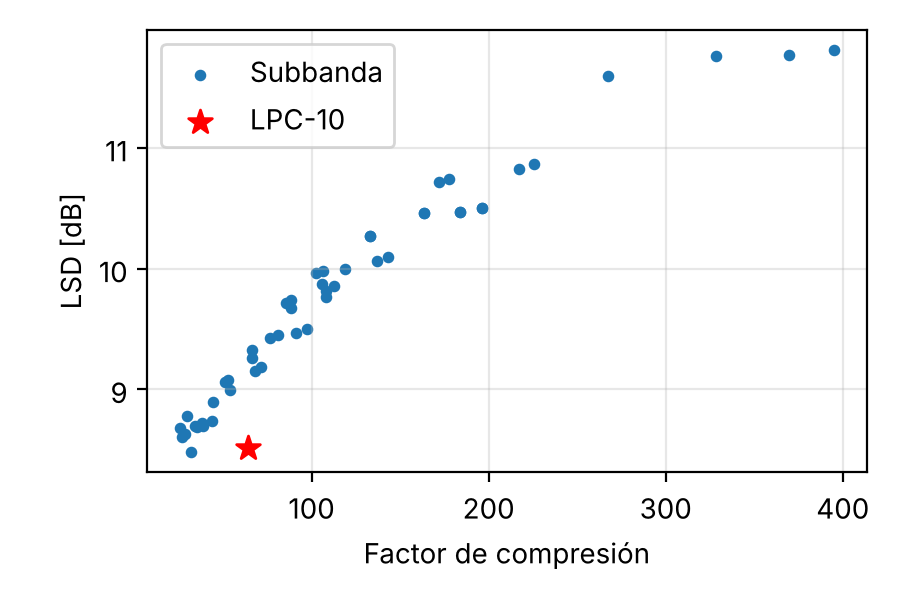 Subbanda
LPC-10
11
10
9
LSD [dB]
100 200 300 400
Factor de compresión